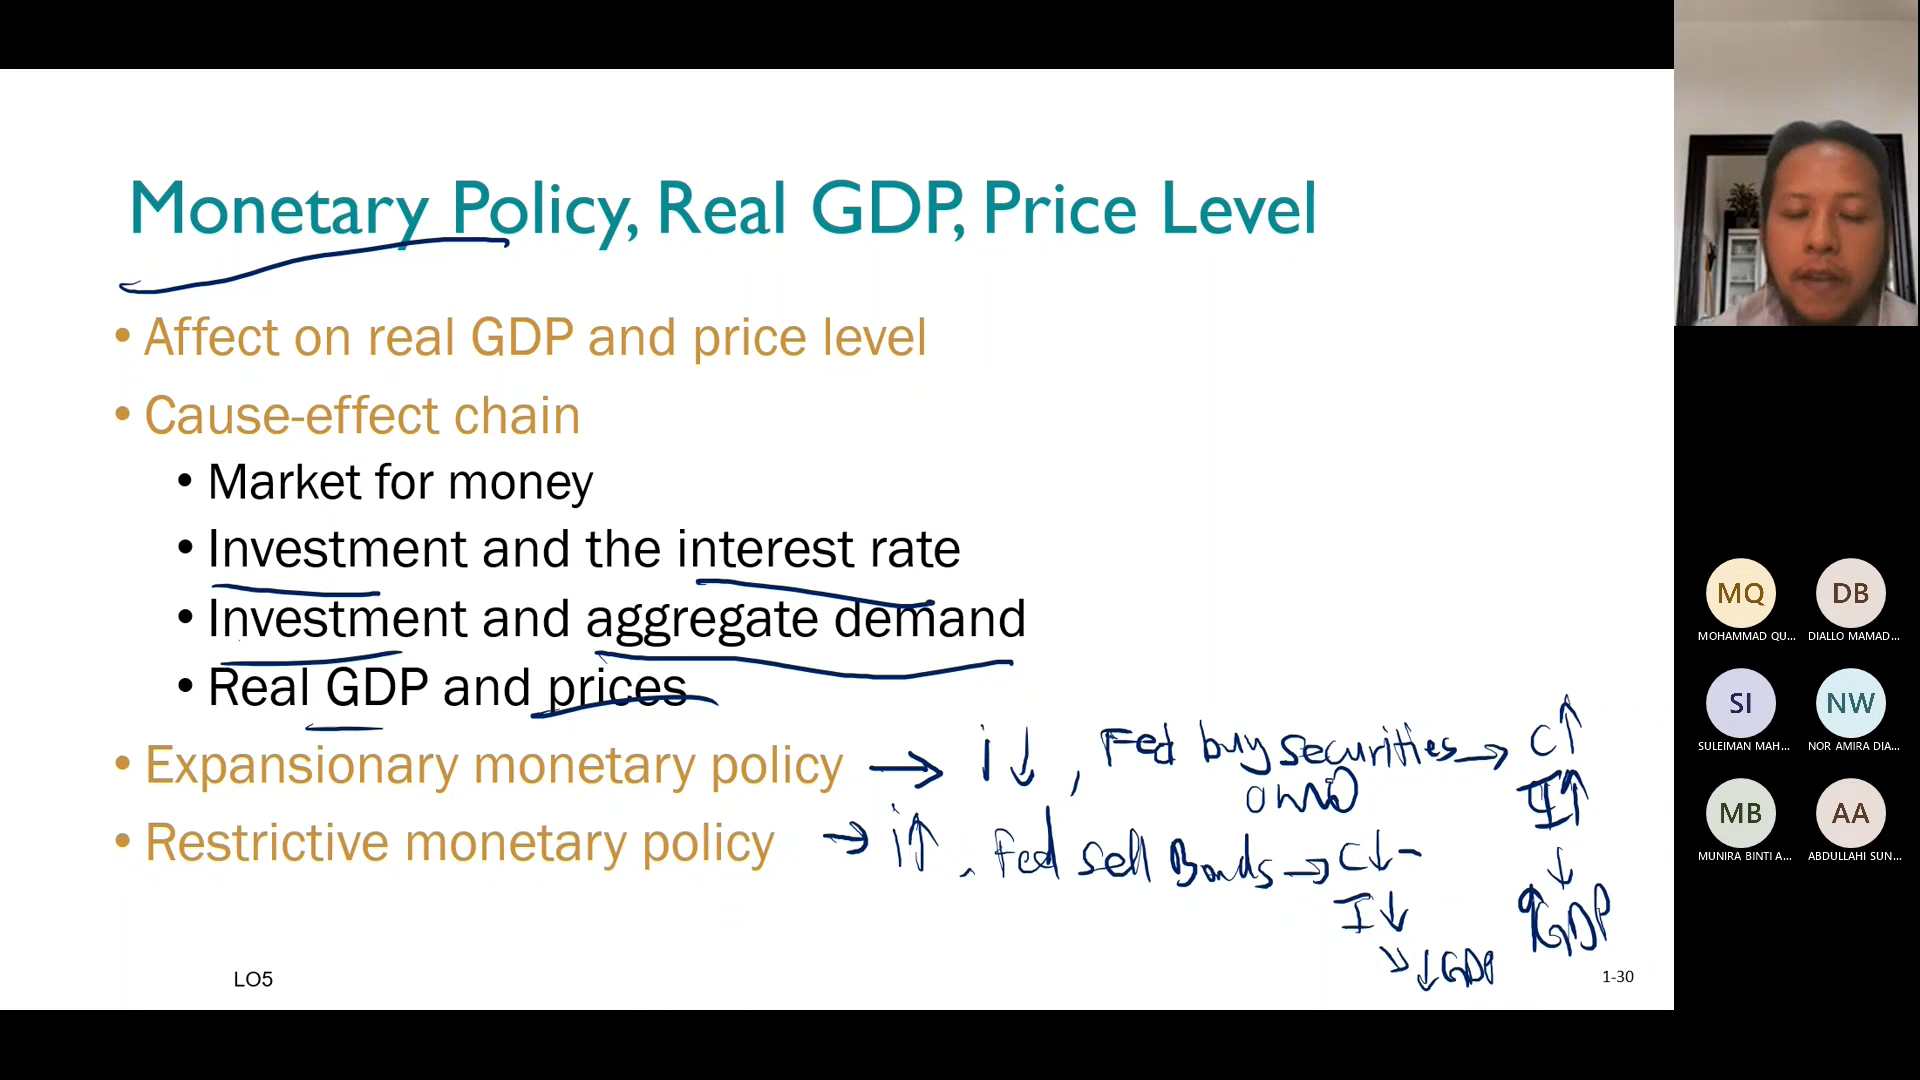 Monetary Policy, Real GDP, Price Level
• Affect on real GDP and price level
• Cause-effect chain
• Market for money
• Investment and the interest rate
• Investment and aggregate demand
• Real GDP and prices
• Expansionary monetary policy → i↓, Fed buy securities → C↑
I↑
• Restrictive monetary policy → i↑, Fed sell Bonds → C↓
I↓
↓
↑GDP
↓GDP
LO5
1-30
MQ
MOHAMMAD QU...
DB
DIALLO MAMAD...
SI
SULEIMAN MAH...
NW
NOR AMIRA DIA...
MB
MUNIRA BINTI A...
AA
ABDULLAHI SUN...